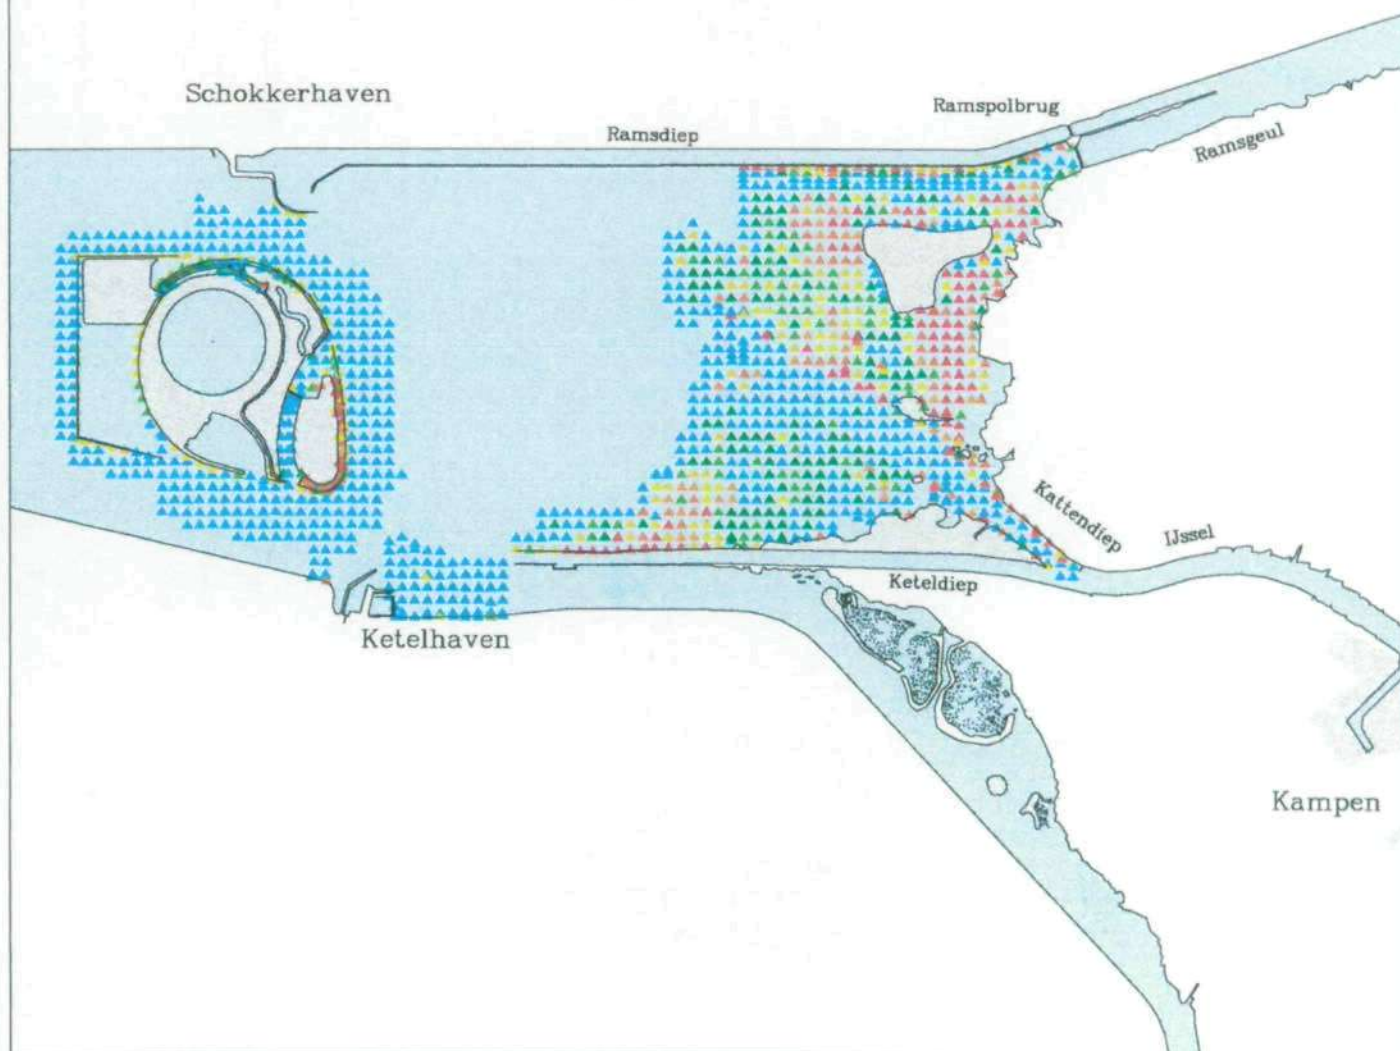 Schokkerhaven
Ramspolbrug
Ramsdiep
Ramsgeul
Kattendiep
IJssel
Keteldiep
Ketelhaven
Kampen